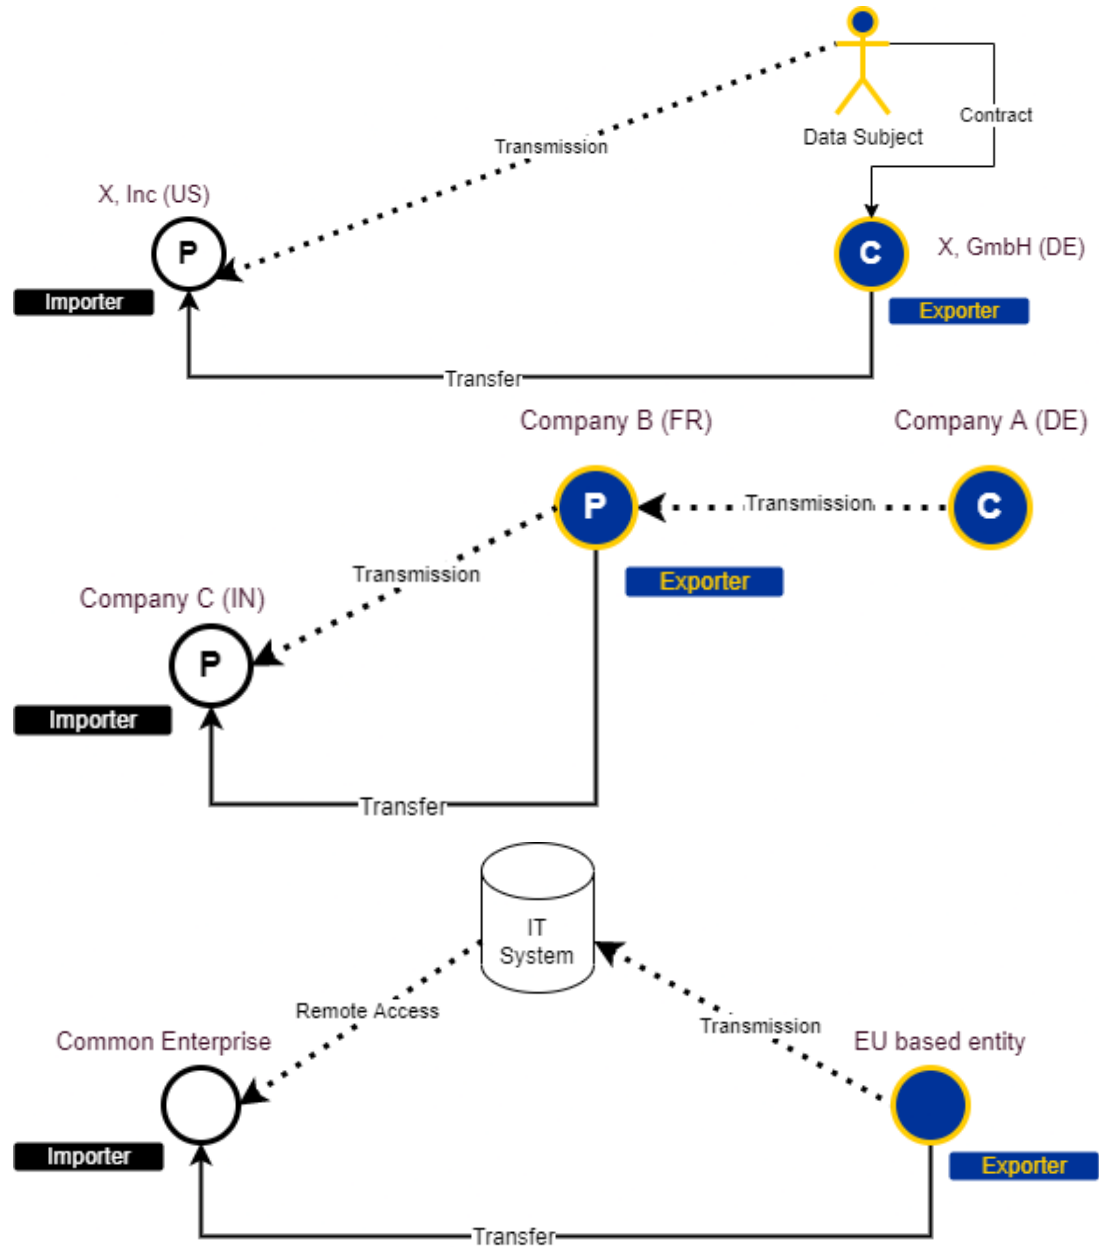 Data Subject
Contract
Transmission
X, Inc (US)
P
Importer
C
X, GmbH (DE)
Exporter
Transfer
Company B (FR)
Company A (DE)
P
Transmission
C
Transmission
Exporter
Company C (IN)
P
Importer
Transfer
IT
System
Remote Access
Transmission
Common Enterprise
EU based entity
Importer
Exporter
Transfer